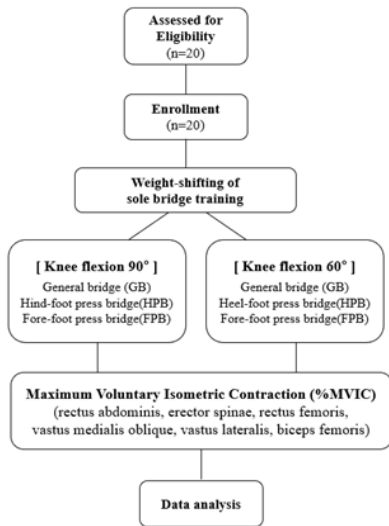 Assessed for
Eligibility
(n=20)
Enrollment
(n=20)
Weight-shifting of
sole bridge training
[ Knee flexion 90° ]
General bridge (GB)
Hind-foot press bridge(HPB)
Fore-foot press bridge(FPB)
[ Knee flexion 60° ]
General bridge (GB)
Heel-foot press bridge(HPB)
Fore-foot press bridge(FPB)
Maximum Voluntary Isometric Contraction (%MVIC)
(rectus abdominis, erector spinae, rectus femoris,
vastus medialis oblique, vastus lateralis, biceps femoris)
Data analysis